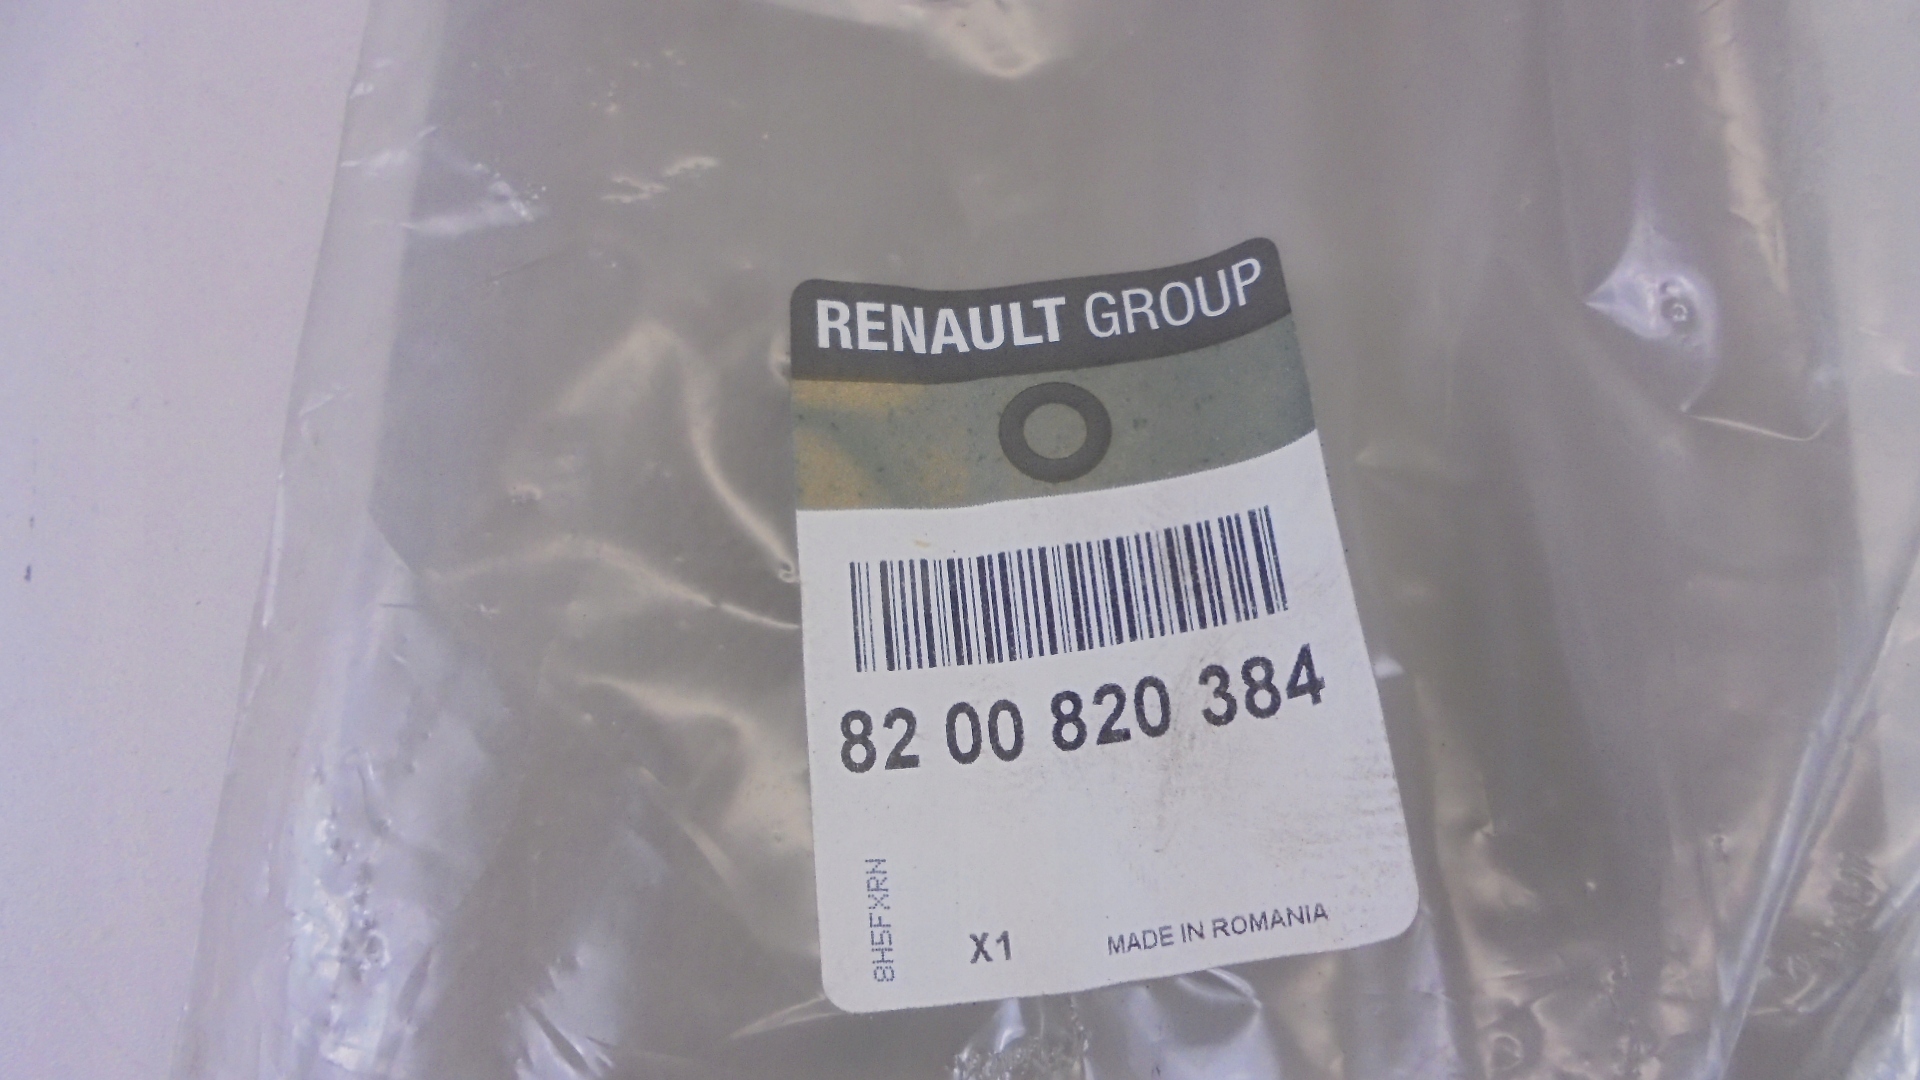 RENAULT GROUP
82 00 820 384
8H5FXRN
X1
MADE IN ROMANIA